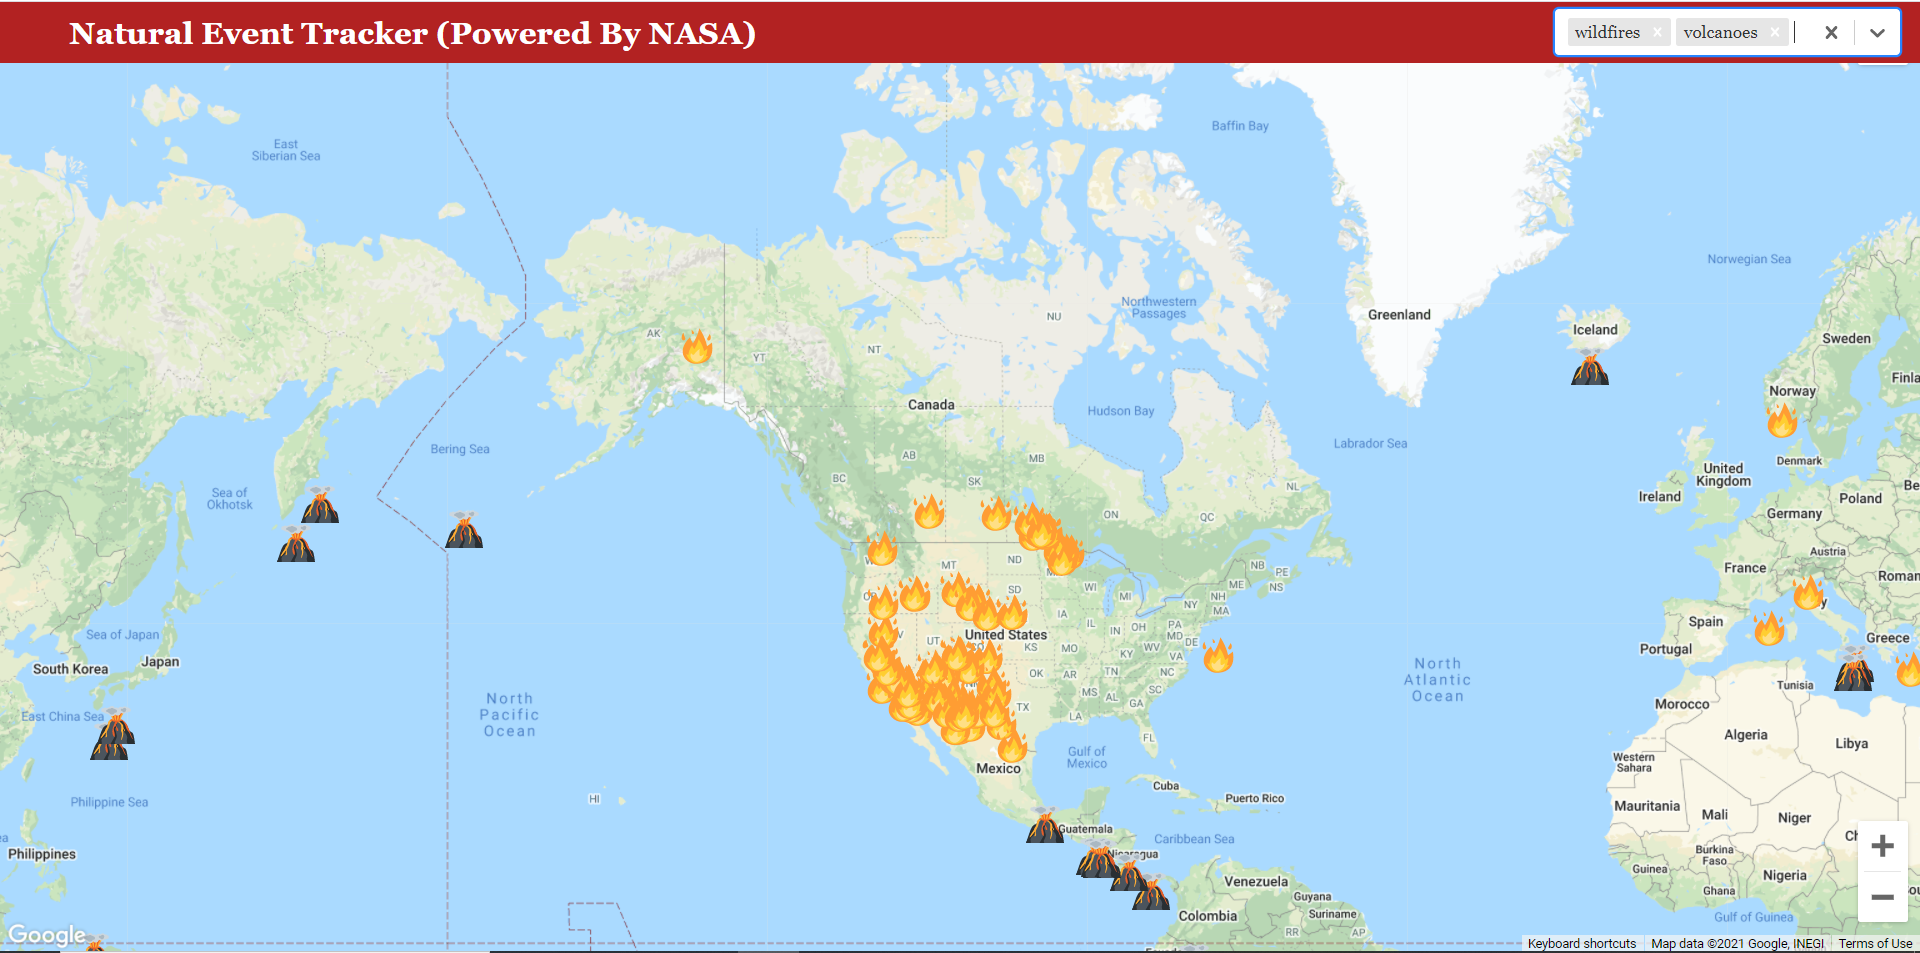 Natural Event Tracker (Powered By NASA)
wildfires
volcanoes
East
Siberian Sea
Baffin Bay
Norwegian Sea
Northwestern
Passages
Greenland
NU
Iceland
Sweden
AK
YT
NT
Finla
Norway
Canada
Hudson Bay
Labrador Sea
Bering Sea
AB
MB
Denmark
United
Kingdom
BC
SK
Be
Sea of
Okhotsk
NL
Ireland
Poland
ON
QC
Germany
Austria
W
MT
ND
NB
PE
NS
France
Roman
ME
SD
WI
MI
NH
MA
NY
O
y
IA
Spain
Sea of Japan
V
UT
United States
IL
IN
OH
PA
MD
DE
Greece
South Korea
Japan
CO
KS
MO
KY
WV
VA
Portugal
OK
AR
TN
NC
Tunisia
North
Atlantic
Ocean
MS
AL
SC
GA
Morocco
North
Pacific
Ocean
TX
LA
East China Sea
FL
Algeria
Libya
Gulf of
Mexico
Western
Sahara
Mexico
Cuba
Puerto Rico
HI
Philippine Sea
Mauritania
Mali
Niger
Ch
Guatemala
Caribbean Sea
Nicaragua
Philippines
Burkina
Faso
Guinea
Nigeria
Venezuela
Ghana
Guyana
Suriname
Colombia
Gulf of Guinea
RR
AP
Google
Keyboard shortcuts
Map data ©2021 Google, INEGI
Terms of Use